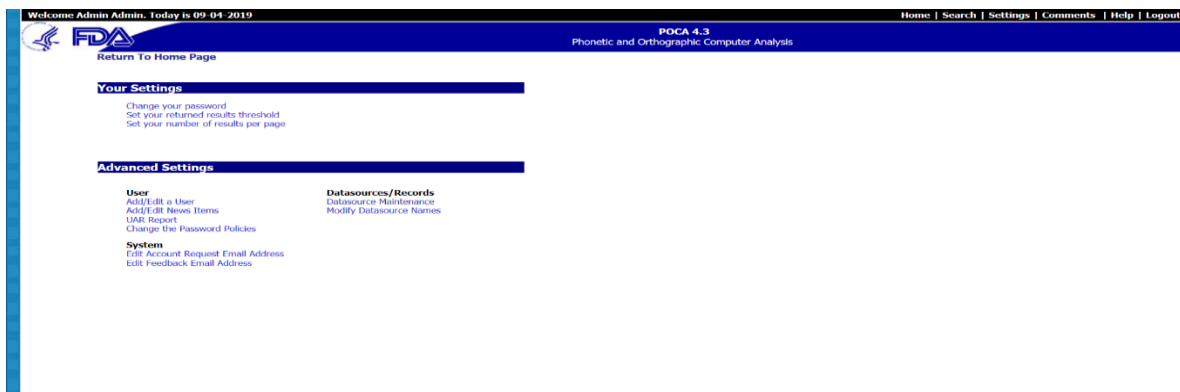 Welcome Admin Admin. Today is 09-04-2019
Home | Search | Settings | Comments | Help | Logout
FDA
POCA 4.3
Phonetic and Orthographic Computer Analysis
Return To Home Page
Your Settings
Change your password
Set your returned results threshold
Set your number of results per page
Advanced Settings
User
Add/Edit a User
Add/Edit News Items
UAR Report
Change the Password Policies
Datasources/Records
Datasource Maintenance
Modify Datasource Names
System
Edit Account Request Email Address
Edit Feedback Email Address